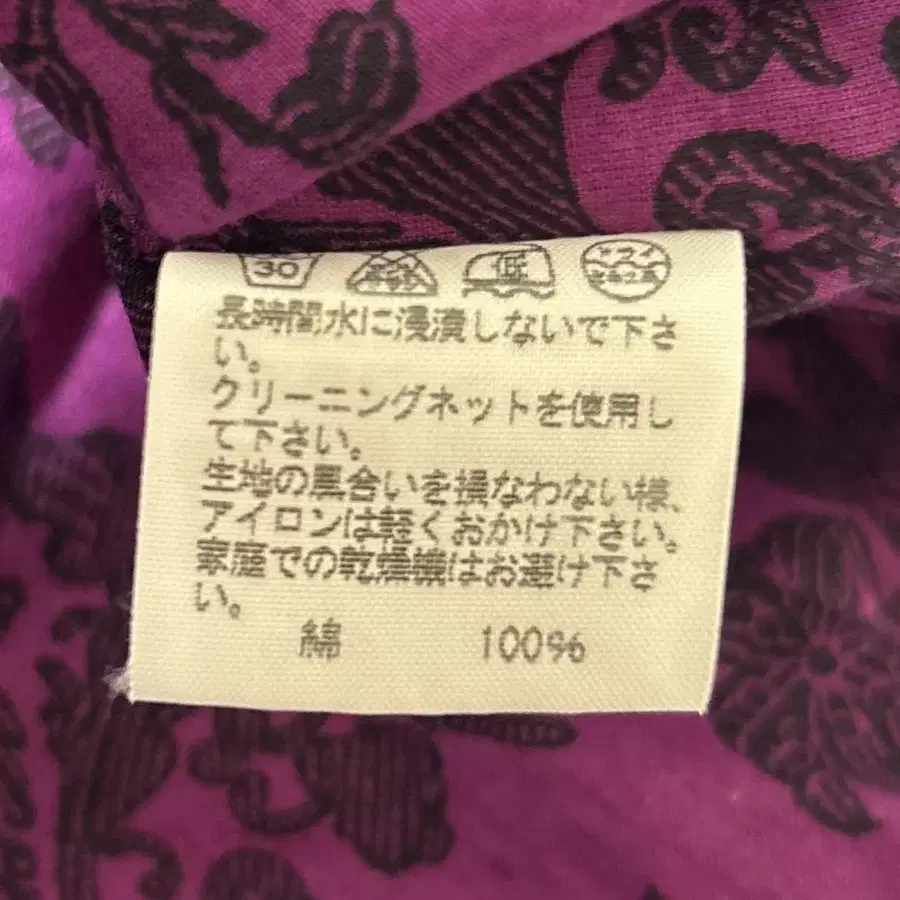 30
低
長時間水に浸漬しないで下さ
い。
クリーニングネットを使用し
て下さい。
生地の風合いを損なわない様、
アイロンは軽くおかけ下さい。
家庭での乾燥機はお避け下さ
い。
綿 100%